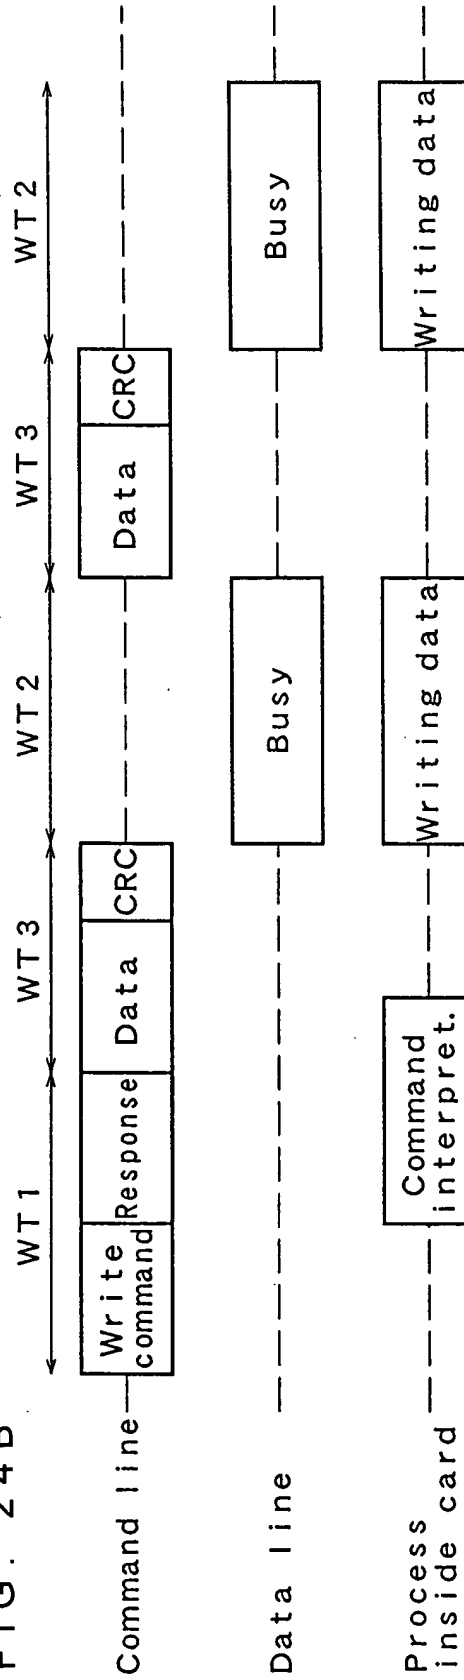 FIG. 24B
WT1
WT3
WT2
WT3
WT2
Command line
Write
command
Response
Data
CRC
Data
CRC
Data line
Busy
Busy
Process
inside card
Command
interpret.
Writing data
Writing data